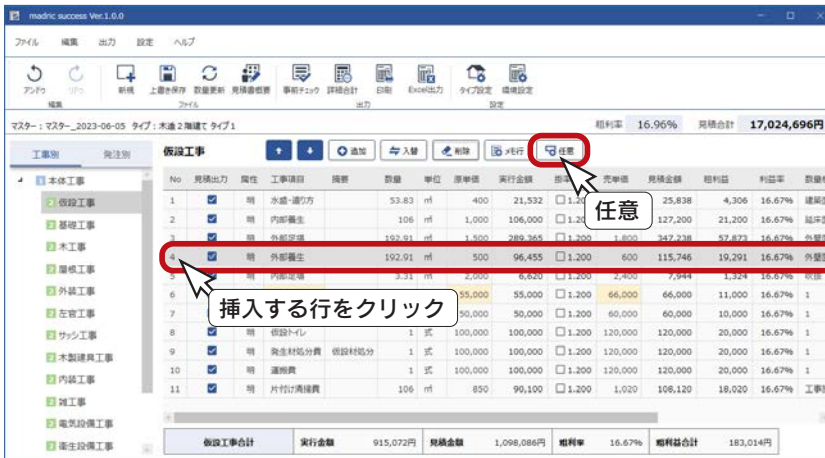 madric success Ver.1.0.0
ファイル 編集 出力 設定 ヘルプ
アンドゥ リドゥ 新規 上書き保存 数量更新 見積書概要 事前チェック 詳細合計 印刷 Excel出力 タイプ設定 環境設定
編集 ファイル 出力 設定
マスター：マスター_2023-06-05 タイプ：木造2階建て タイプ1 粗利率 16.96% 見積合計 17,024,696円
工事別 発注別 仮設工事 追加 入替 削除 メモ行 任意
任意
No 見積出力 属性 工事項目 摘要 数量 単位 原単価 実行金額 売単価 見積金額 粗利益 利益率
1 明 水盛・遣り方 53.83 ㎡ 400 21,532 1.200 25,838 4,306 16.67%
2 明 内部養生 106 ㎡ 1,000 106,000 127,200 21,200 16.67%
3 明 外部足場 192.91 ㎡ 1,500 289,365 1.200 1,800 347,238 57,873 16.67%
4 外部養生 192.91 ㎡ 500 96,455 1.200 600 115,746 19,291 16.67%
5 明 内部足場 3.31 ㎡ 2,000 6,620 1.200 2,400 7,944 1,324 16.67%
6 55,000 55,000 1.200 66,000 66,000 11,000 16.67% 1
挿入する行をクリック
50,000 50,000 1.200 60,000 60,000 10,000 16.67% 1
8 明 仮設トイレ 1 式 100,000 100,000 1.200 120,000 120,000 20,000 16.67% 1
9 明 発生材処分費 仮設材処分 1 式 100,000 100,000 1.200 120,000 120,000 20,000 16.67% 1
10 明 運搬費 1 式 100,000 100,000 1.200 120,000 120,000 20,000 16.67% 1
11 明 片付け清掃費 106 ㎡ 850 90,100 1.200 1,020 108,120 18,020 16.67%
本体工事
仮設工事
基礎工事
木工事
屋根工事
外装工事
左官工事
サッシ工事
木製建具工事
内装工事
雑工事
電気設備工事
衛生設備工事
仮設工事合計 実行金額 915,072円 見積金額 1,098,086円 粗利率 16.67% 粗利益合計 183,014円